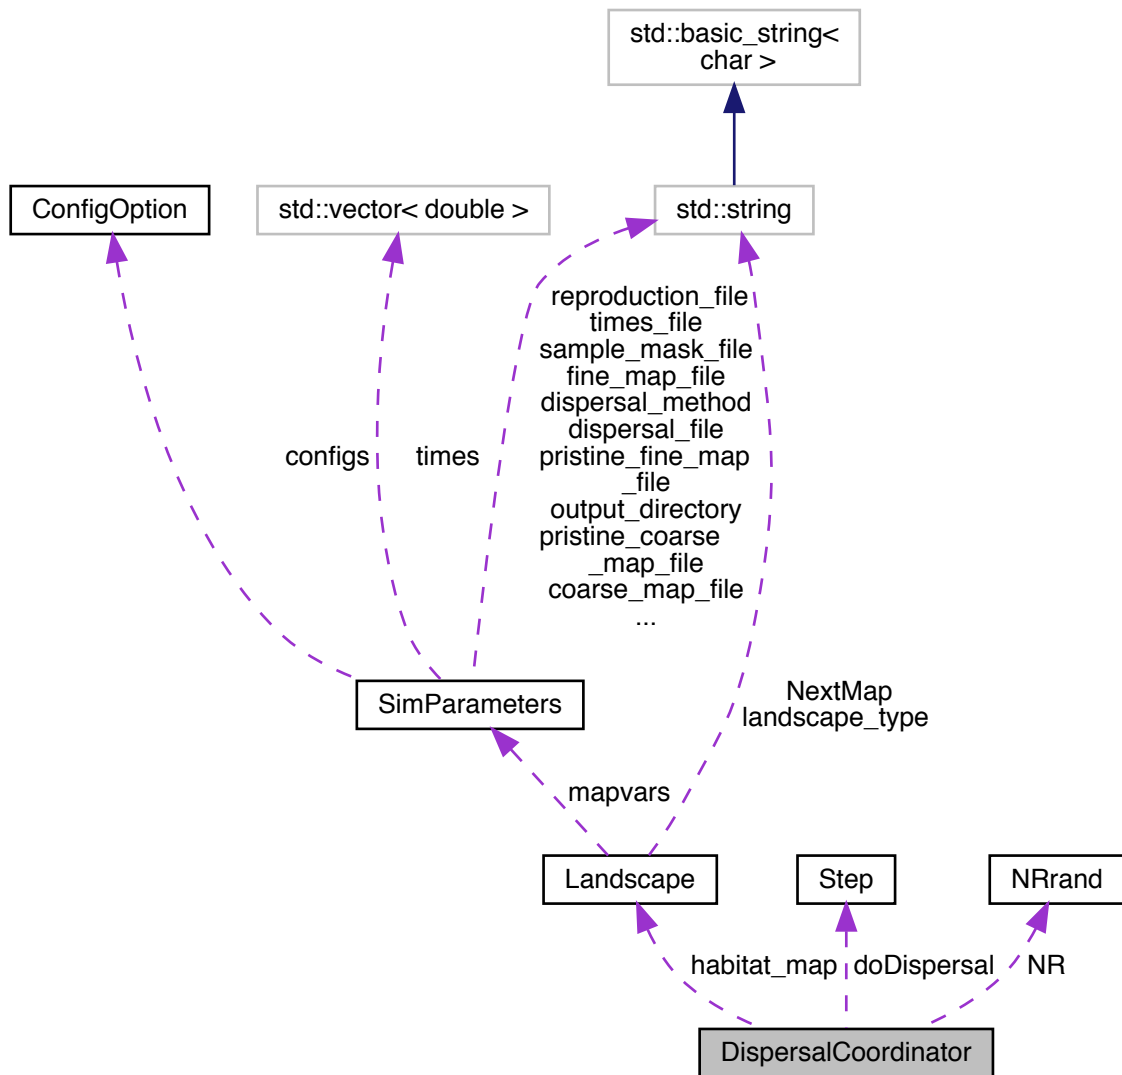 std::basic_string<
char >
ConfigOption
std::vector< double >
std::string
reproduction_file
times_file
sample_mask_file
fine_map_file
dispersal_method
dispersal_file
pristine_fine_map
_file
output_directory
pristine_coarse
_map_file
coarse_map_file
...
configs
times
SimParameters
NextMap
landscape_type
mapvars
Landscape
Step
NRrand
habitat_map
doDispersal
NR
DispersalCoordinator